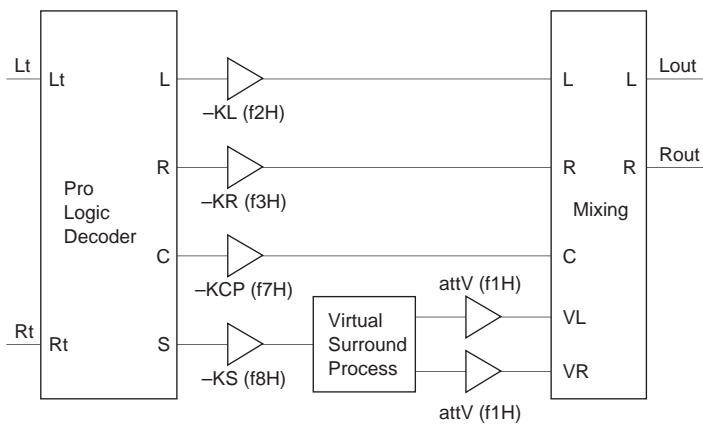 Lt
Lt
L
–KL (f2H)
L
L
Lout
R
–KR (f3H)
R
R
Rout
Pro
Logic
Decoder
Mixing
C
–KCP (f7H)
C
attV (f1H)
Rt
Rt
S
–KS (f8H)
Virtual
Surround
Process
VL
VR
attV (f1H)